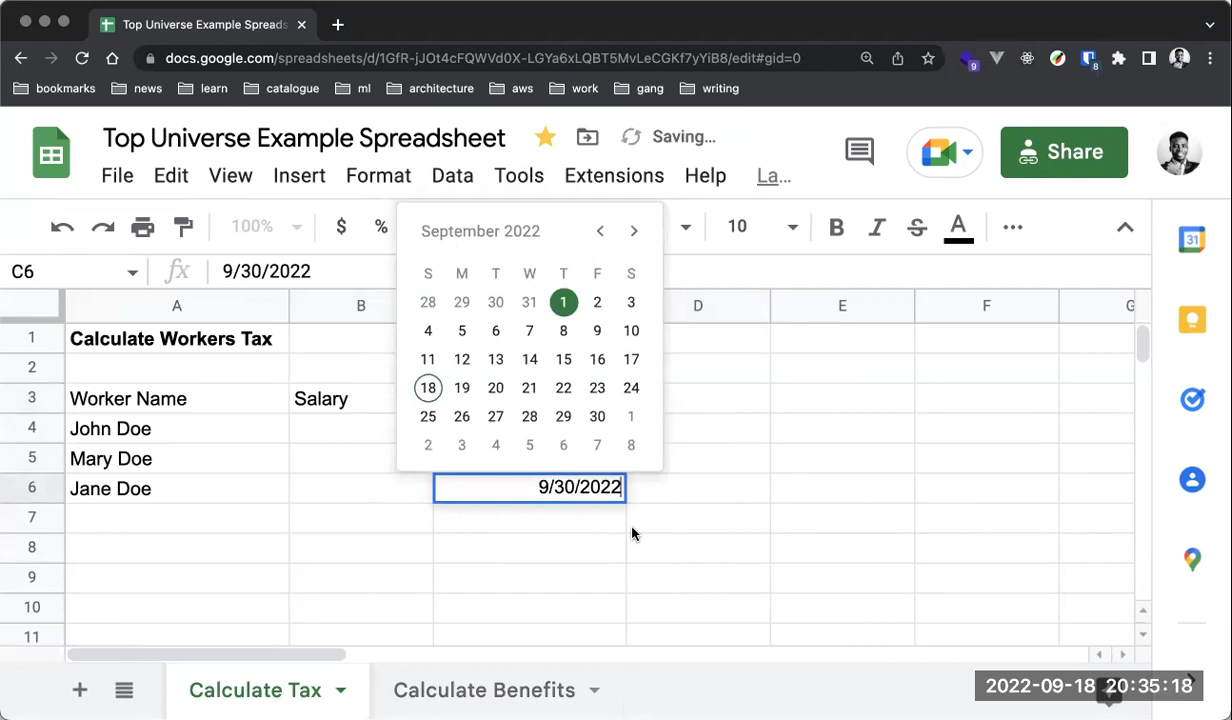 Top Universe Example Spreads
docs.google.com/spreadsheets/d/1GfR-jJOt4cFQWVd0X-LGYa6xLQBT5MvLeCGKf7yYiB8/edit#gid=0
9
8
bookmarks news learn catalogue ml architecture aws work gang writing
Top Universe Example Spreadsheet Saving…
Share
File Edit View Insert Format Data Tools Extensions Help La…
100% $ % 10 B I S A
31
C6 fx 9/30/2022
September 2022
S M T W T F S
28 29 30 31 1 2 3
4 5 6 7 8 9 10
11 12 13 14 15 16 17
18 19 20 21 22 23 24
25 26 27 28 29 30 1
2 3 4 5 6 7 8
A B D E F G
1 Calculate Workers Tax
2
3 Worker Name Salary
4 John Doe
5 Mary Doe
6 Jane Doe 9/30/2022
7
8
9
10
11
Calculate Tax Calculate Benefits
2022-09-18 20:35:18